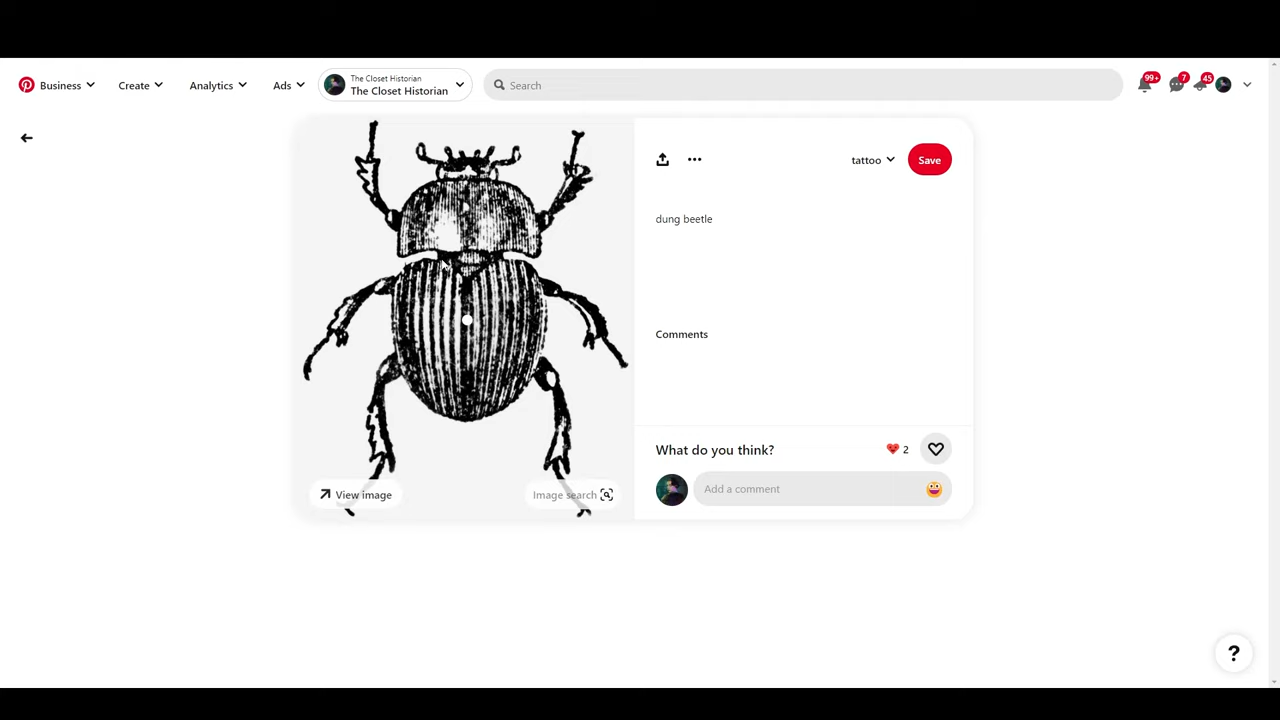 Business
Create
Analytics
Ads
The Closet Historian
The Closet Historian
Search
99+
7
45
tattoo
Save
dung beetle
Comments
View image
Image search
What do you think?
2
Add a comment
?